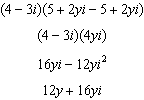 (4 − 3i)(5 + 2yi − 5 + 2yi)
(4 − 3i)(4yi)
16yi − 12yi²
12y + 16yi